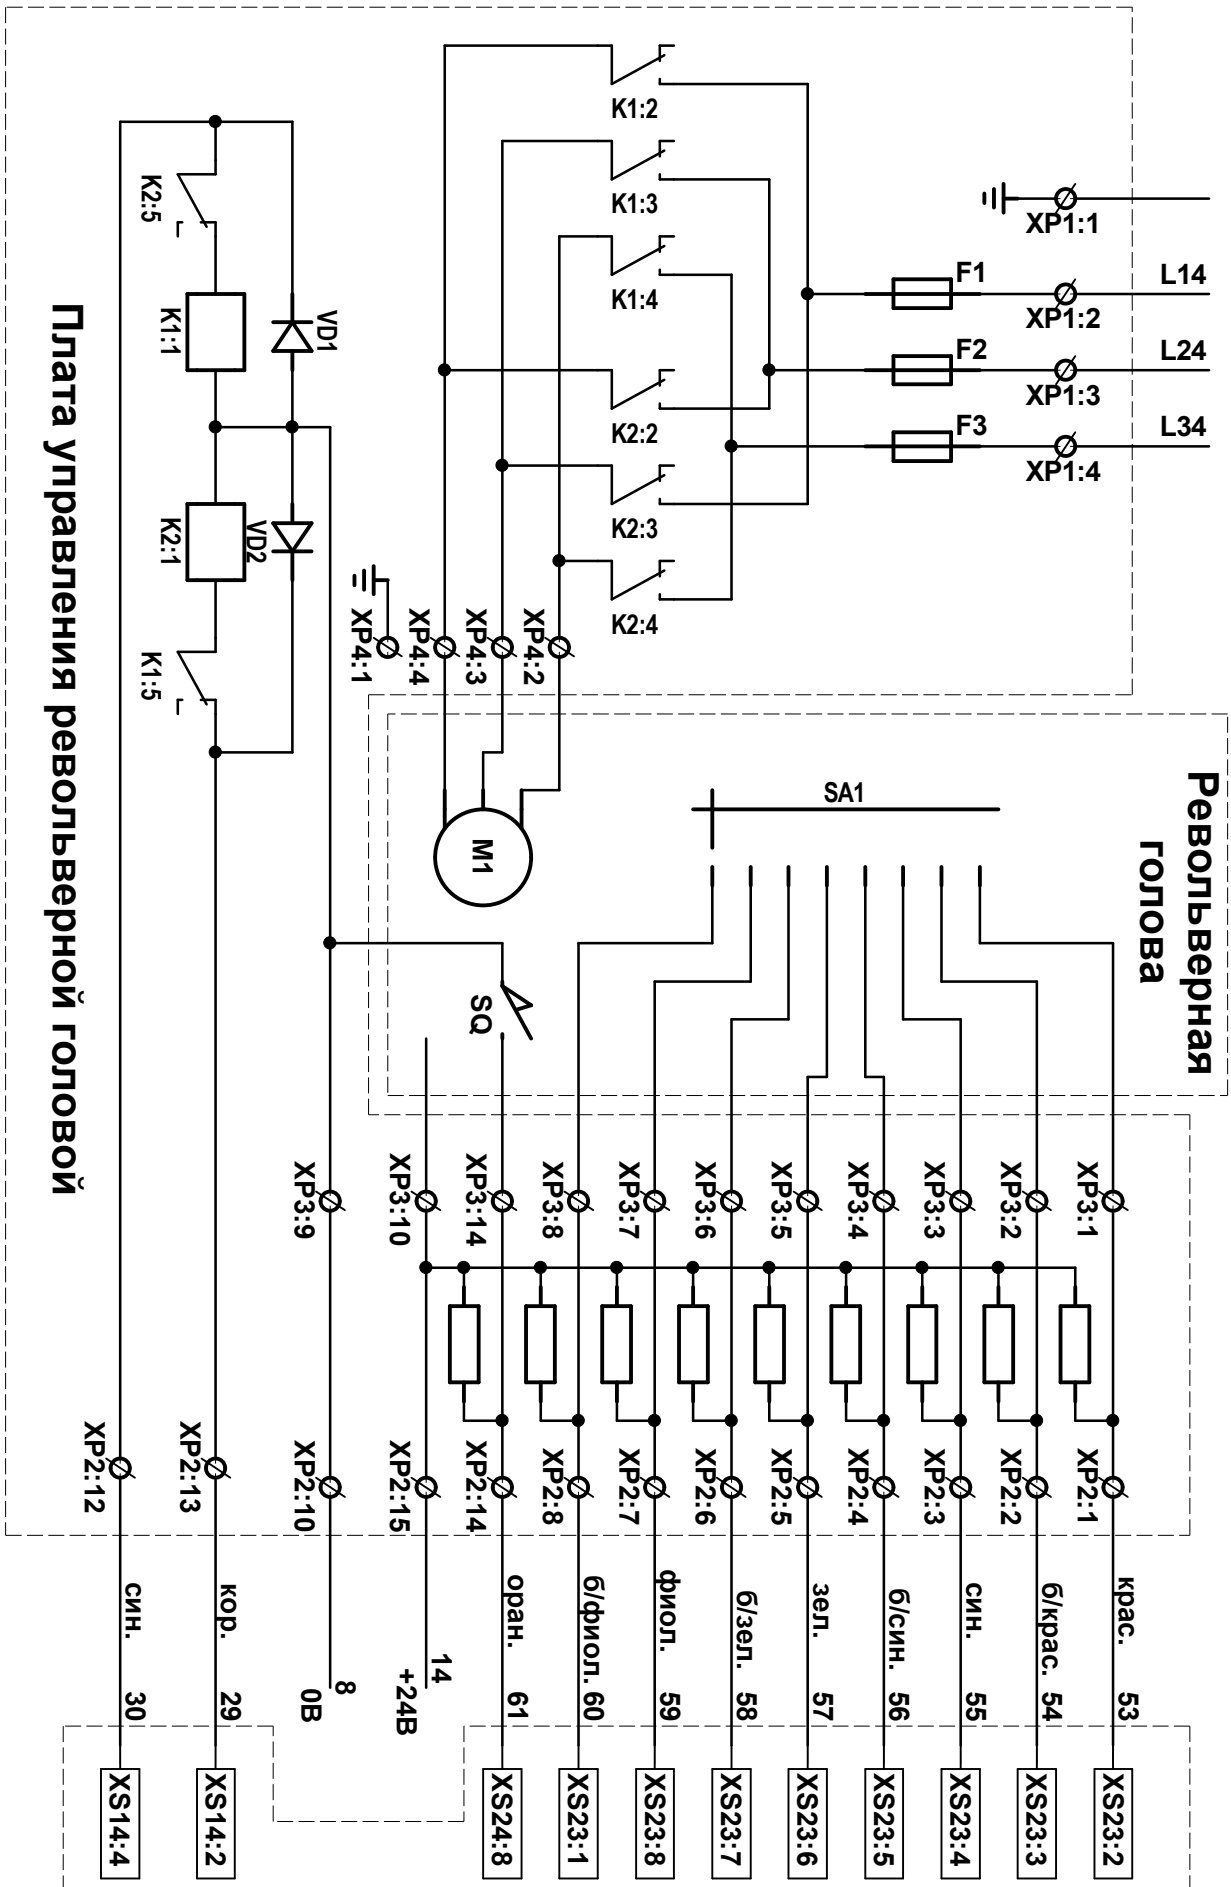 K1:2
K1:3
K1:4
K2:2
K2:3
K2:4
XP1:1
XP1:2
XP1:3
XP1:4
F1
F2
F3
L14
L24
L34
K2:5
K1:1
VD1
K2:1
VD2
K1:5
XP4:1
XP4:4
XP4:3
XP4:2
Плата управления револьверной головой
Револьверная
голова
SA1
M1
SQ
XP3:9
XP3:10
XP3:14
XP3:8
XP3:7
XP3:6
XP3:5
XP3:4
XP3:3
XP3:2
XP3:1
XP2:12
XP2:13
XP2:10
XP2:15
XP2:14
XP2:8
XP2:7
XP2:6
XP2:5
XP2:4
XP2:3
XP2:2
XP2:1
син. 30
кор. 29
8
0В
14
+24В
оран. 61
б/фиол. 60
фиол. 59
б/зел. 58
зел. 57
б/син. 56
син. 55
б/крас. 54
крас. 53
XS14:4
XS14:2
XS24:8
XS23:1
XS23:8
XS23:7
XS23:6
XS23:5
XS23:4
XS23:3
XS23:2